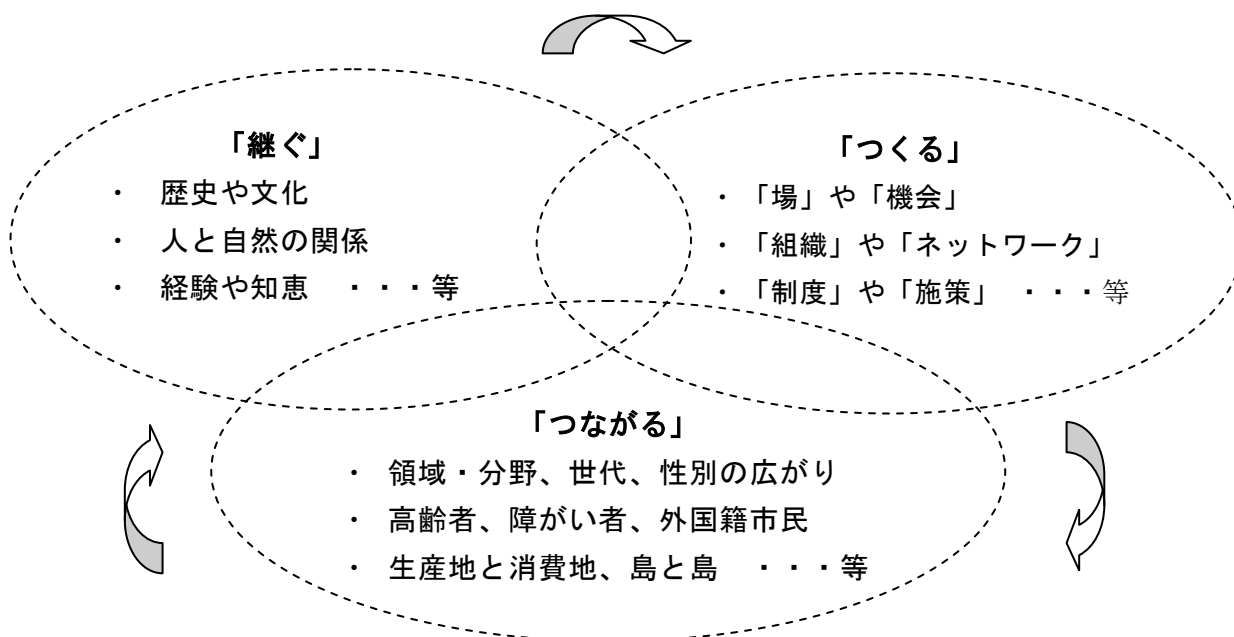 「継ぐ」
・ 歴史や文化
・ 人と自然の関係
・ 経験や知恵 ・・・等
「つくる」
・「場」や「機会」
・「組織」や「ネットワーク」
・「制度」や「施策」 ・・・等
「つながる」
・ 領域・分野、世代、性別の広がり
・ 高齢者、障がい者、外国籍市民
・ 生産地と消費地、島と島 ・・・等